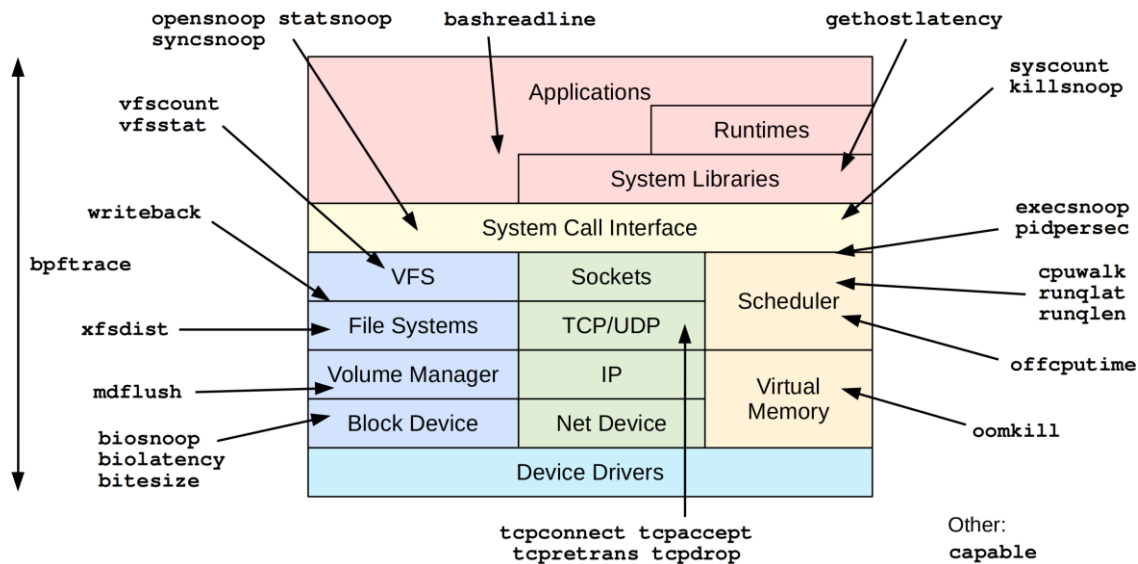 opensnoop statsnoop
syncsnoop
bashreadline
gethostlatency
syscount
killsnoop
Applications
Runtimes
System Libraries
vfscount
vfsstat
writeback
System Call Interface
execsnoop
pidpersec
bpftrace
VFS
Sockets
Scheduler
cpuwalk
runqlat
runqlen
xfsdist
File Systems
TCP/UDP
offcputime
mdflush
Volume Manager
IP
Virtual
Memory
oomkill
biosnoop
biolatency
bitesize
Block Device
Net Device
Device Drivers
tcpconnect tcpaccept
tcpretrans tcpdrop
Other:
capable